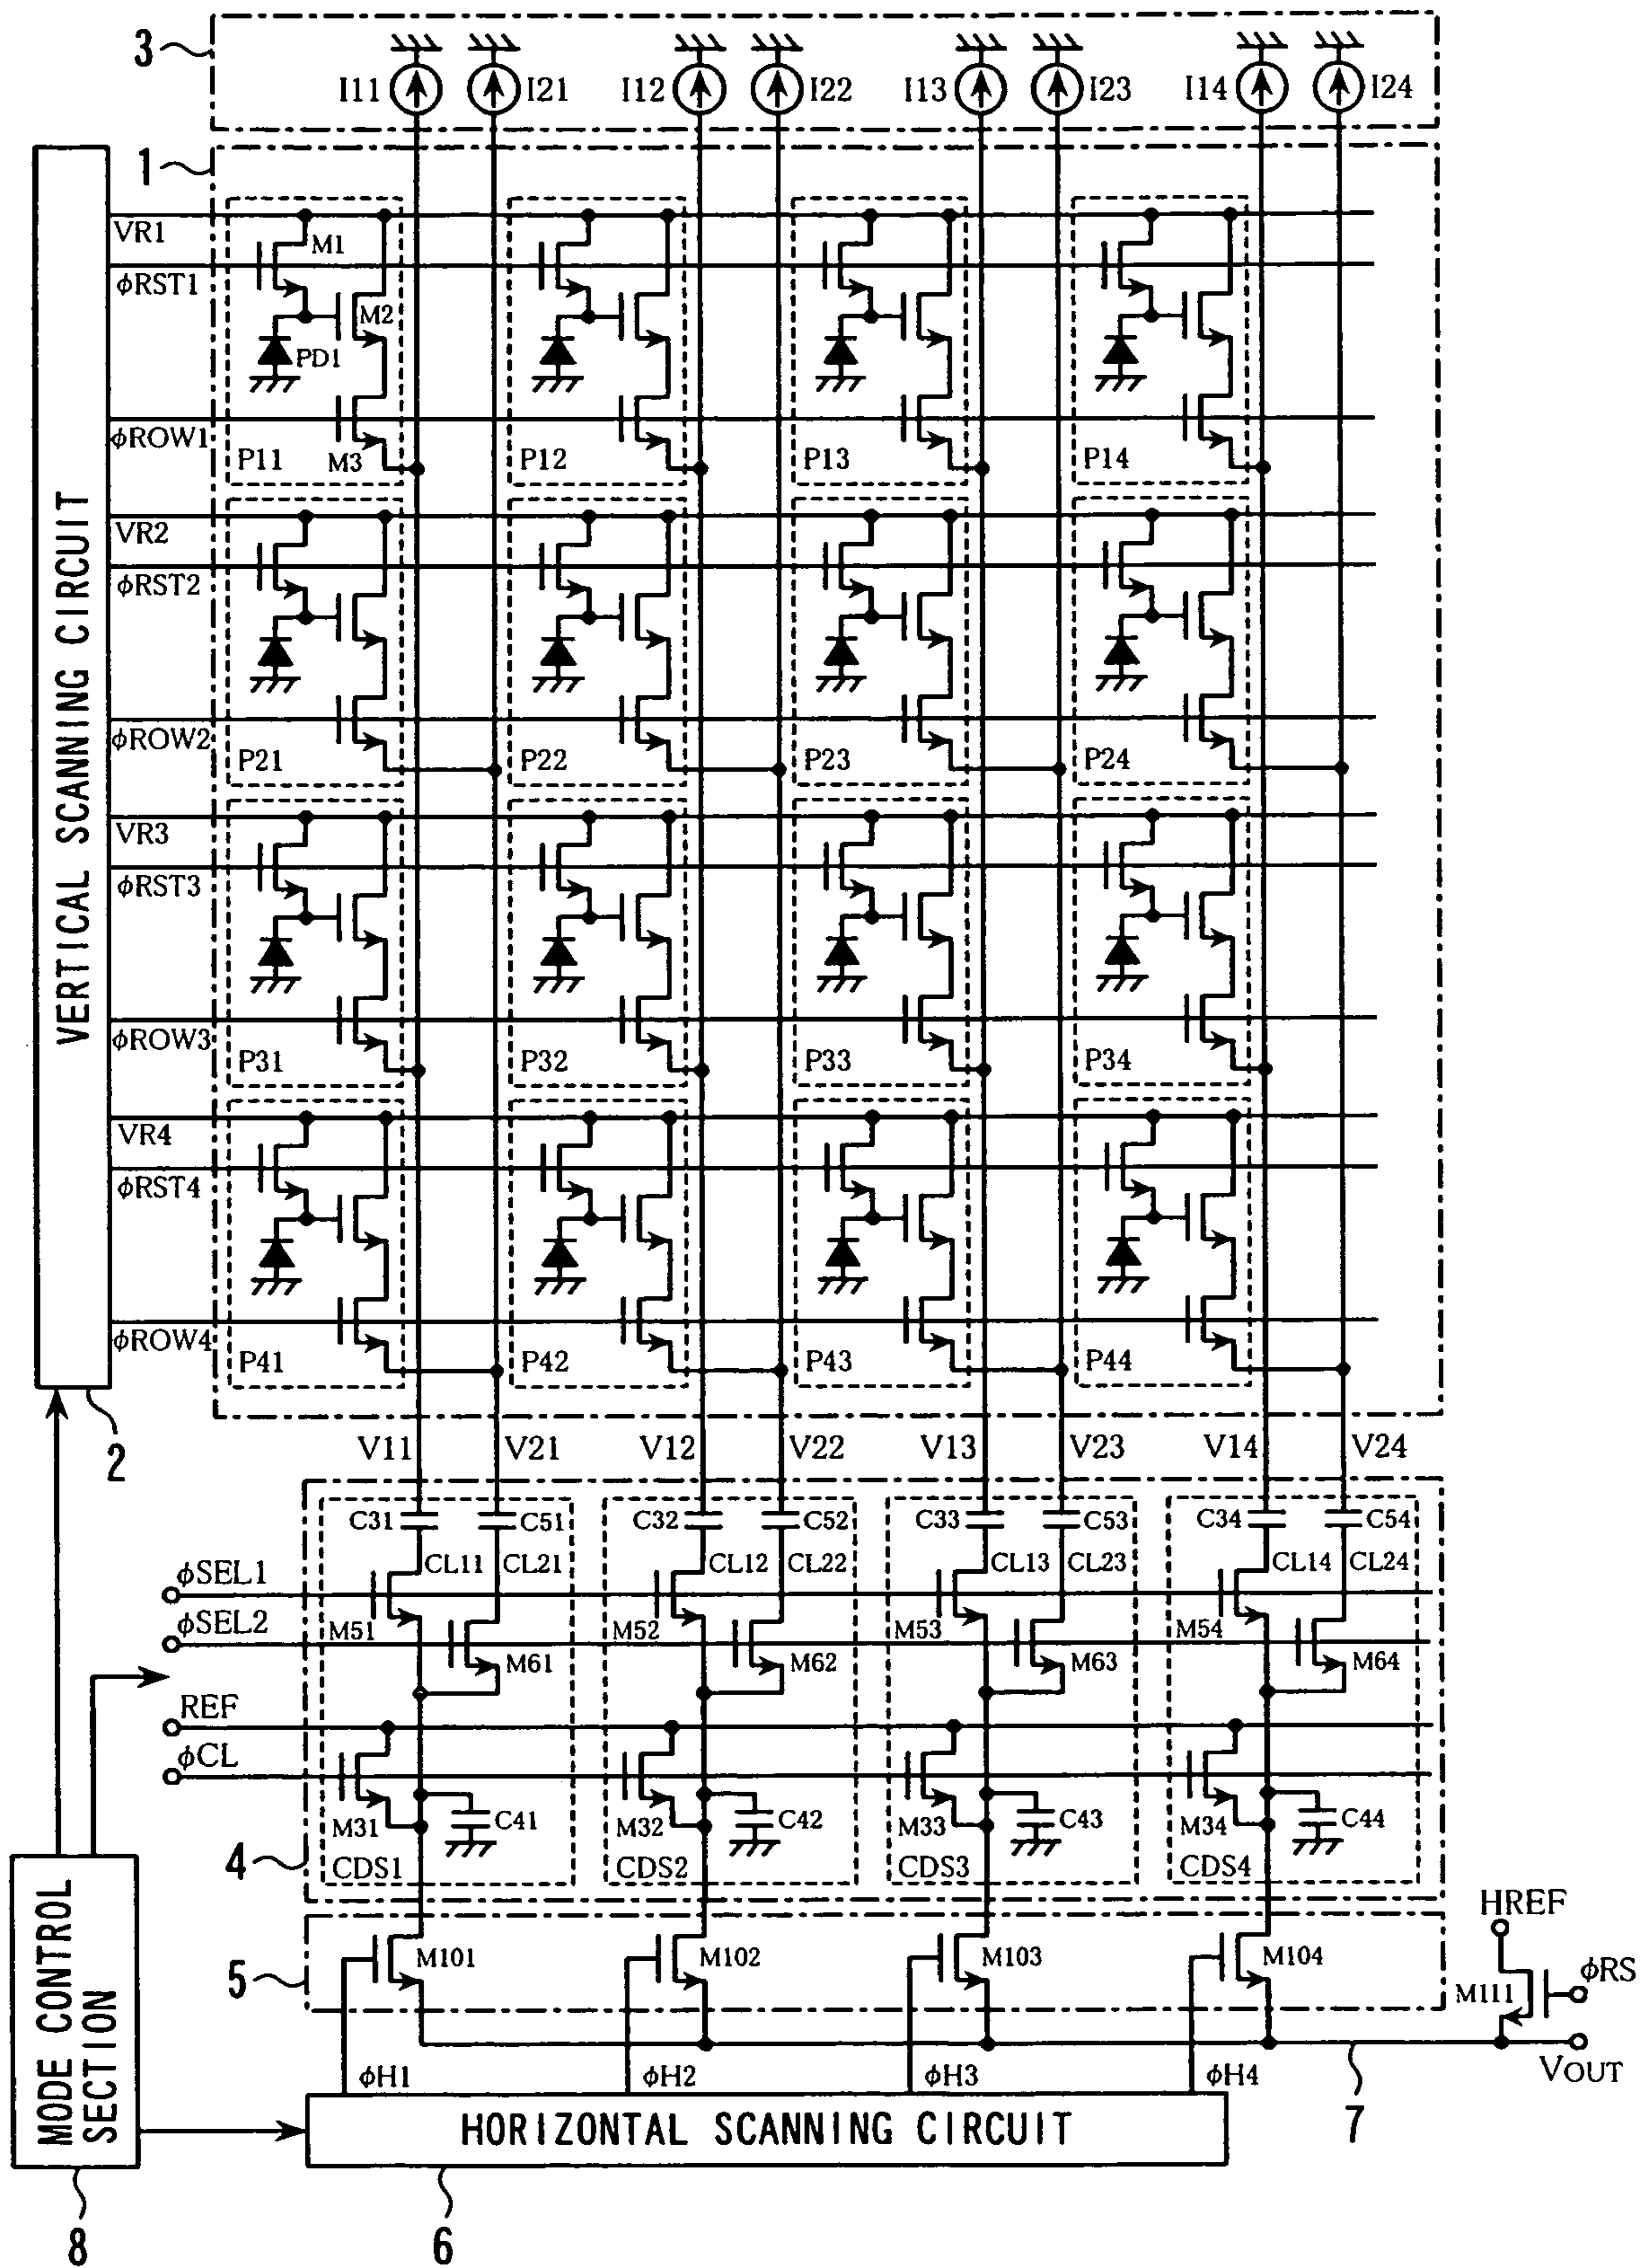 3
I11 I21 I12 I22 I13 I23 I14 I24
1
VERTICAL SCANNING CIRCUIT
VR1
M1
φRST1
M2
PD1
φROW1
P11 M3 P12 P13 P14
VR2
φRST2
φROW2
P21 P22 P23 P24
VR3
φRST3
φROW3
P31 P32 P33 P34
VR4
φRST4
φROW4
P41 P42 P43 P44
2
V11 V21 V12 V22 V13 V23 V14 V24
C31 C51 C32 C52 C33 C53 C34 C54
CL11 CL21 CL12 CL22 CL13 CL23 CL14 CL24
φSEL1
φSEL2
M51 M52 M53 M54
M61 M62 M63 M64
REF
φCL
M31 C41 M32 C42 M33 C43 M34 C44
4
CDS1 CDS2 CDS3 CDS4
HREF
M101 M102 M103 M104
5
M111
φRS
VOUT
φH1 φH2 φH3 φH4
7
MODE CONTROL
SECTION
HORIZONTAL SCANNING CIRCUIT
8
6